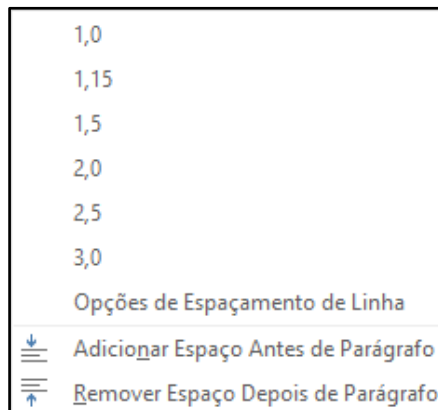 1,0
1,15
1,5
2,0
2,5
3,0
Opções de Espaçamento de Linha
Adicionar Espaço Antes de Parágrafo
Remover Espaço Depois de Parágrafo